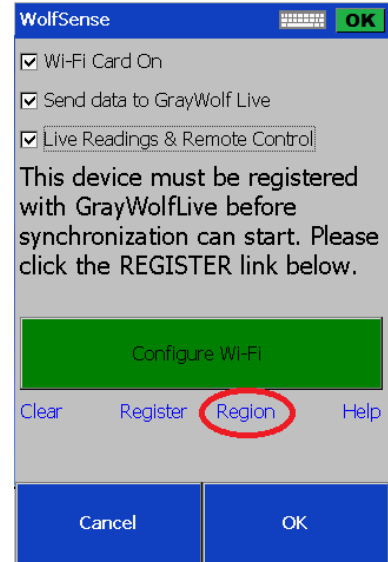 WolfSense OK
Wi-Fi Card On
Send data to GrayWolf Live
Live Readings & Remote Control
This device must be registered
with GrayWolfLive before
synchronization can start. Please
click the REGISTER link below.
Configure Wi-Fi
Clear Register Region Help
Cancel OK